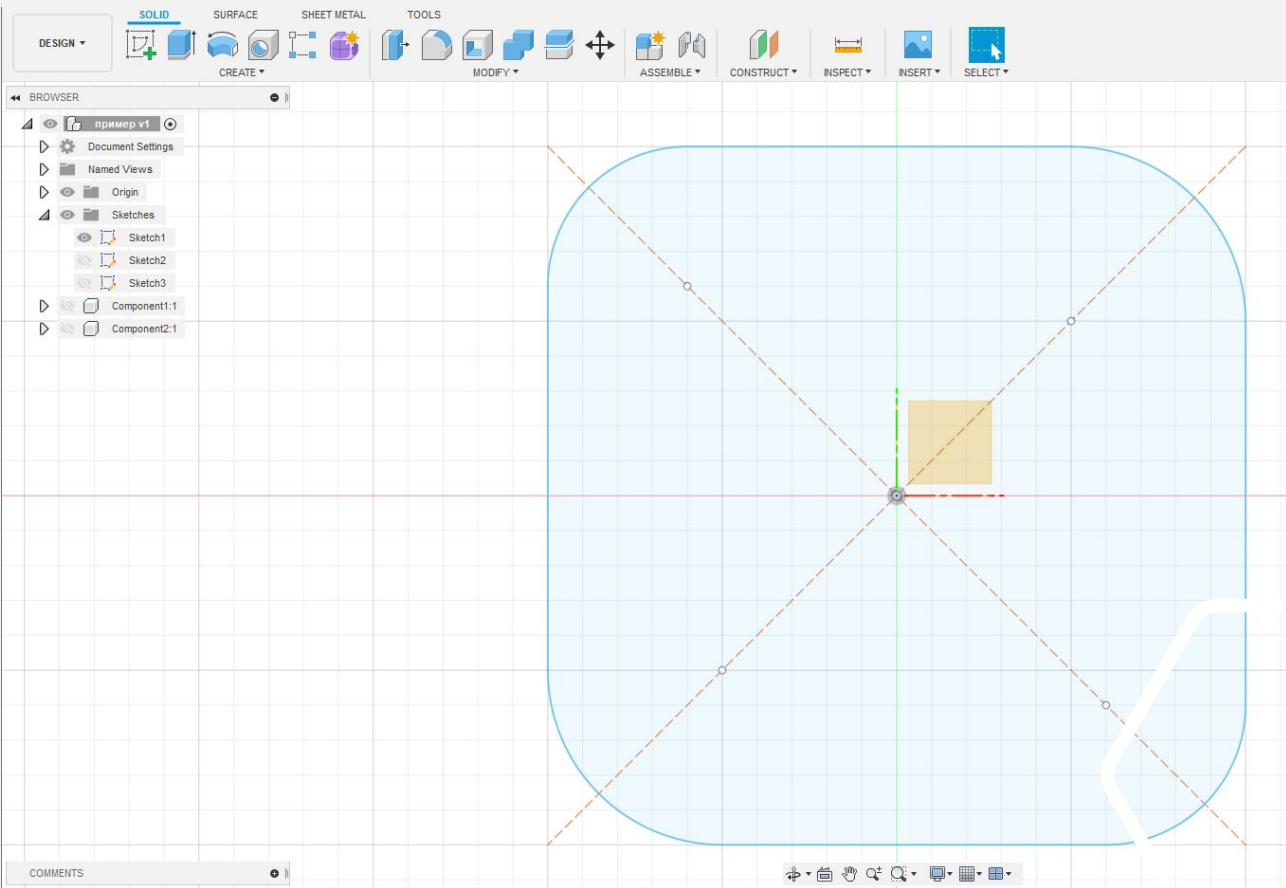 SOLID SURFACE SHEET METAL TOOLS
DESIGN
CREATE MODIFY ASSEMBLE CONSTRUCT INSPECT INSERT SELECT
BROWSER
пример v1
Document Settings
Named Views
Origin
Sketches
Sketch1
Sketch2
Sketch3
Component1:1
Component2:1
COMMENTS